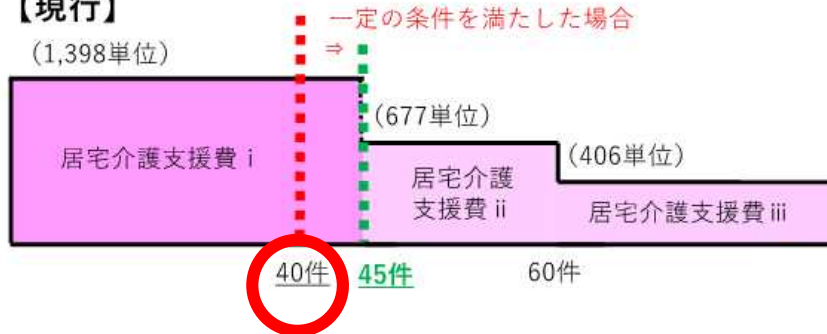 【現行】
一定の条件を満たした場合
(1,398単位)
⇒
(677単位)
(406単位)
居宅介護支援費ⅰ
居宅介護
支援費ⅱ
居宅介護支援費ⅲ
40件
45件
60件